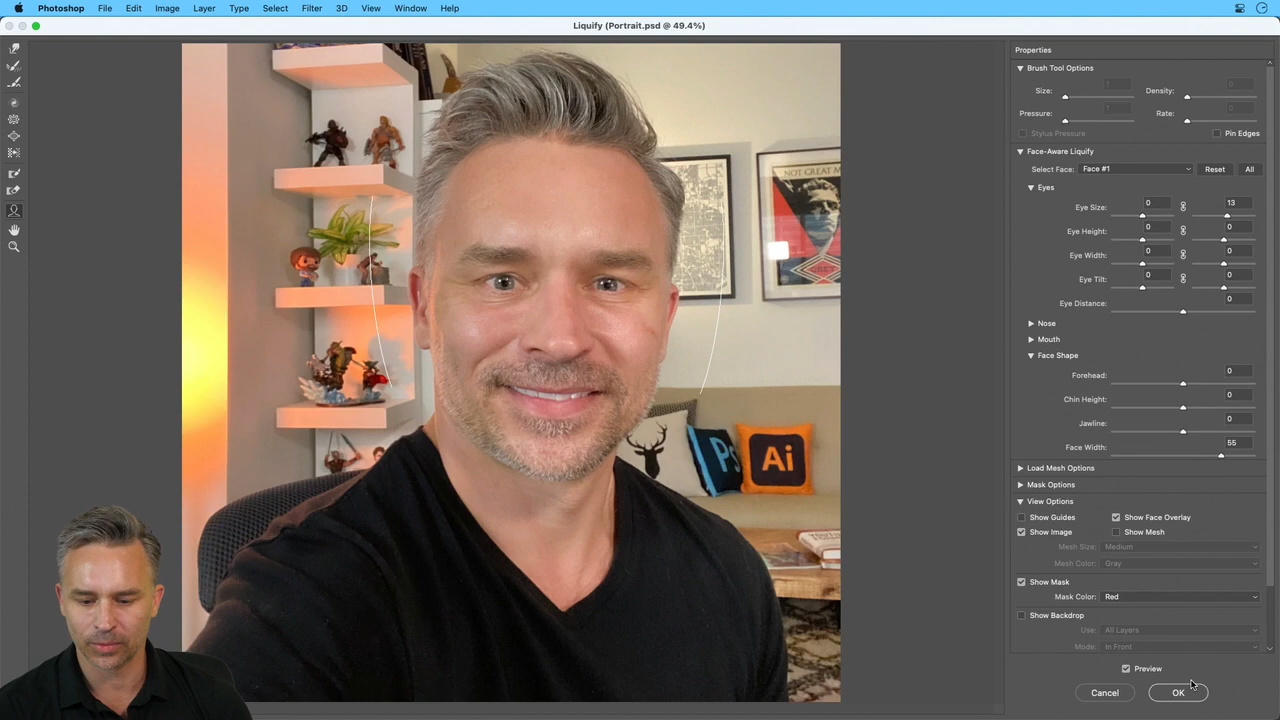 Photoshop File Edit Image Layer Type Select Filter 3D View Window Help
Liquify (Portrait.psd @ 49.4%)
Properties
Brush Tool Options
Size: 1 Density: 0
Pressure: 1 Rate: 0
Stylus Pressure Pin Edges
Face-Aware Liquify
Select Face: Face #1 Reset All
Eyes
Eye Size: 0 13
Eye Height: 0 0
Eye Width: 0 0
Eye Tilt: 0 0
Eye Distance: 0
Nose
Mouth
Face Shape
Forehead: 0
Chin Height: 0
Jawline: 0
Face Width: 55
Load Mesh Options
Mask Options
View Options
Show Guides Show Face Overlay
Show Image Show Mesh
Mesh Size: Medium
Mesh Color: Gray
Show Mask
Mask Color: Red
Show Backdrop
Use: All Layers
Mode: In Front
Preview
Cancel OK
NOT GREAT M
Ps
Ai